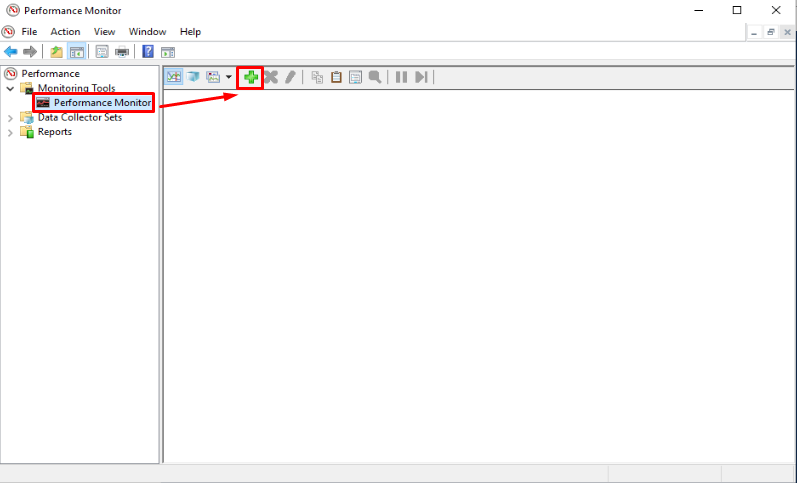 Performance Monitor
File Action View Window Help
Performance
Monitoring Tools
Performance Monitor
Data Collector Sets
Reports